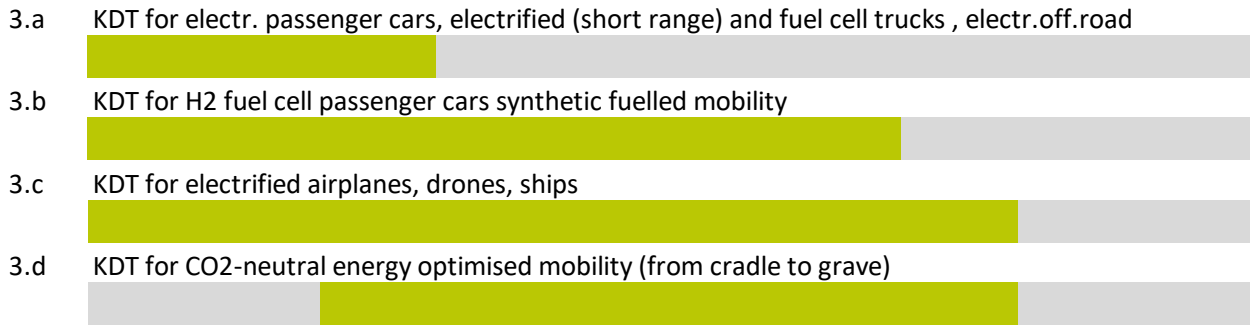 3.a KDT for electr. passenger cars, electrified (short range) and fuel cell trucks , electr.off.road
3.b KDT for H2 fuel cell passenger cars synthetic fuelled mobility
3.c KDT for electrified airplanes, drones, ships
3.d KDT for CO2-neutral energy optimised mobility (from cradle to grave)